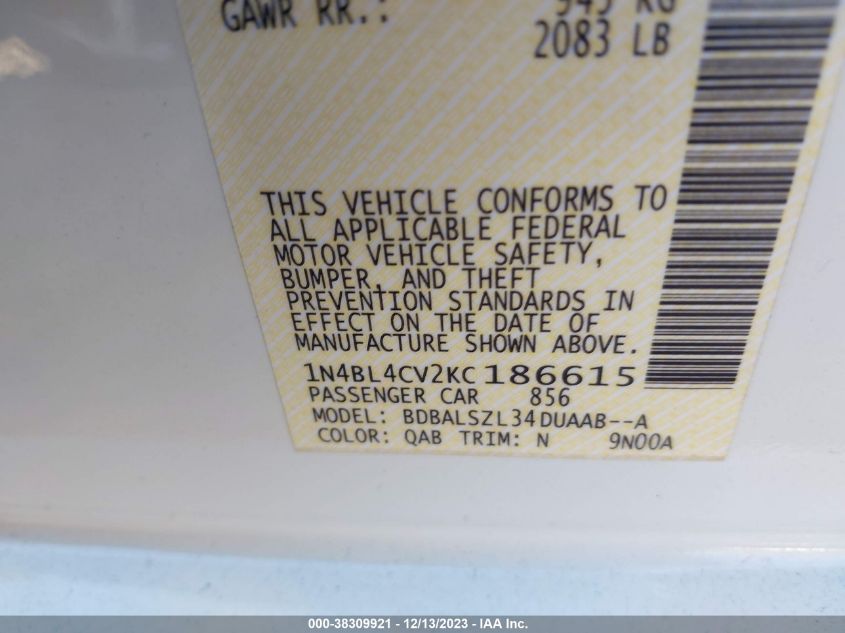 GAWR RR.: 945 KG
2083 LB
THIS VEHICLE CONFORMS TO
ALL APPLICABLE FEDERAL
MOTOR VEHICLE SAFETY,
BUMPER, AND THEFT
PREVENTION STANDARDS IN
EFFECT ON THE DATE OF
MANUFACTURE SHOWN ABOVE.
1N4BL4CV2KC186615
PASSENGER CAR 856
MODEL: BDBALSZL34DUAAB--A
COLOR: QAB TRIM: N 9N00A
000-38309921 - 12/13/2023 - IAA Inc.